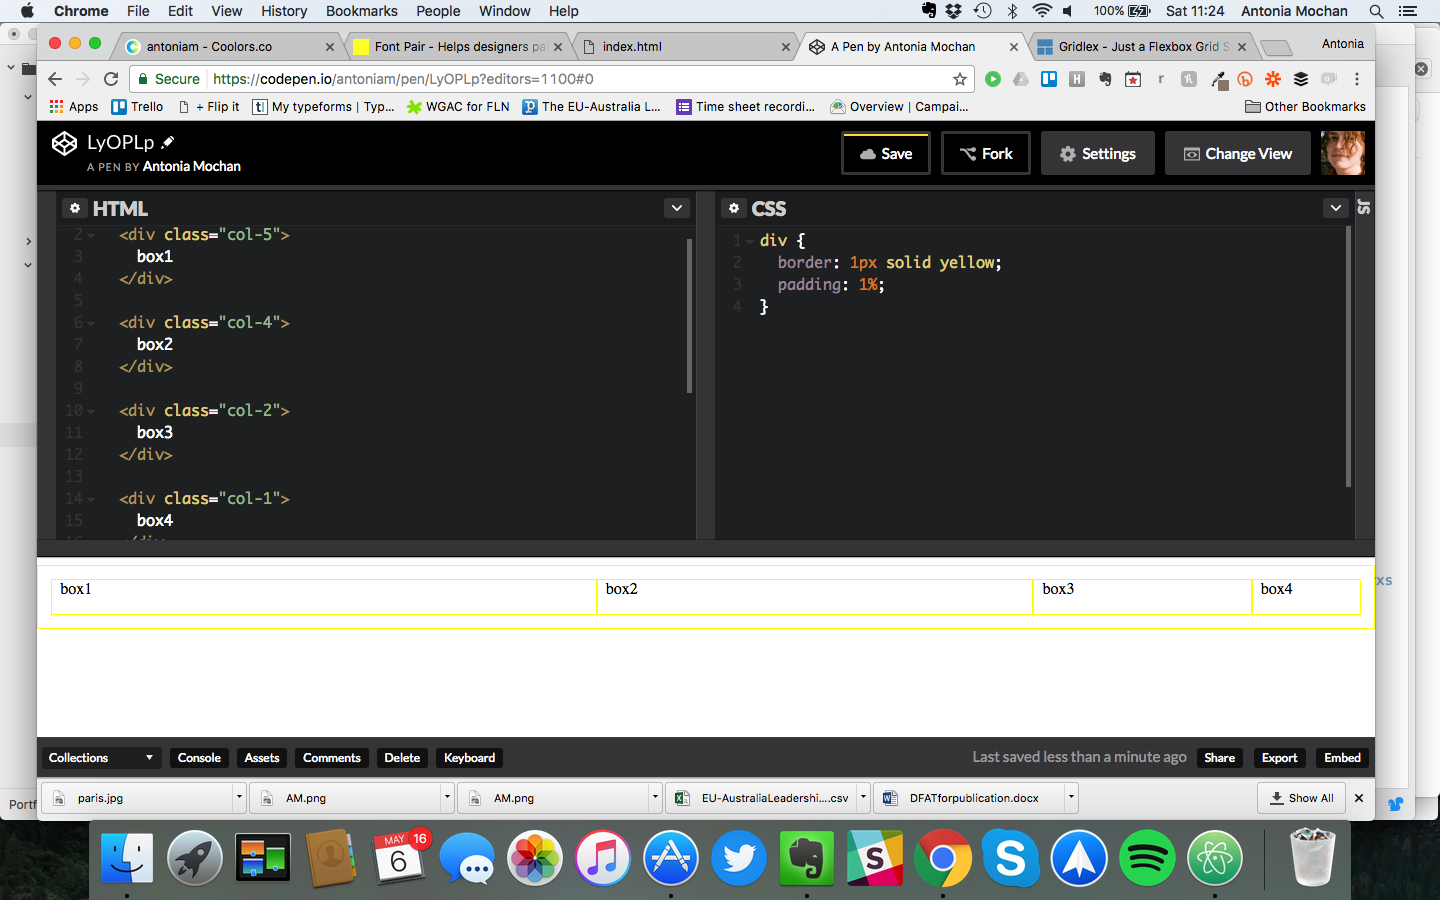 Chrome File Edit View History Bookmarks People Window Help 100% Sat 11:24 Antonia Mochan
antoniam - Coolors.co Font Pair - Helps designers pa index.html A Pen by Antonia Mochan Gridlex - Just a Flexbox Grid S Antonia
Secure https://codepen.io/antoniam/pen/LyOPLp?editors=1100#0
Apps Trello + Flip it My typeforms | Typ... WGAC for FLN The EU-Australia L... Time sheet recordi... Overview | Campai... Other Bookmarks
LyOPLp
A PEN BY Antonia Mochan
Save Fork Settings Change View
HTML
2 <div class="col-5">
3 box1
4 </div>
5
6 <div class="col-4">
7 box2
8 </div>
9
10 <div class="col-2">
11 box3
12 </div>
13
14 <div class="col-1">
15 box4
CSS
1 div {
2 border: 1px solid yellow;
3 padding: 1%;
4 }
JS
box1 box2 box3 box4
xs
Collections Console Assets Comments Delete Keyboard Last saved less than a minute ago Share Export Embed
Portf
paris.jpg AM.png AM.png EU-AustraliaLeadershi....csv DFATforpublication.docx Show All
MAY 16
6